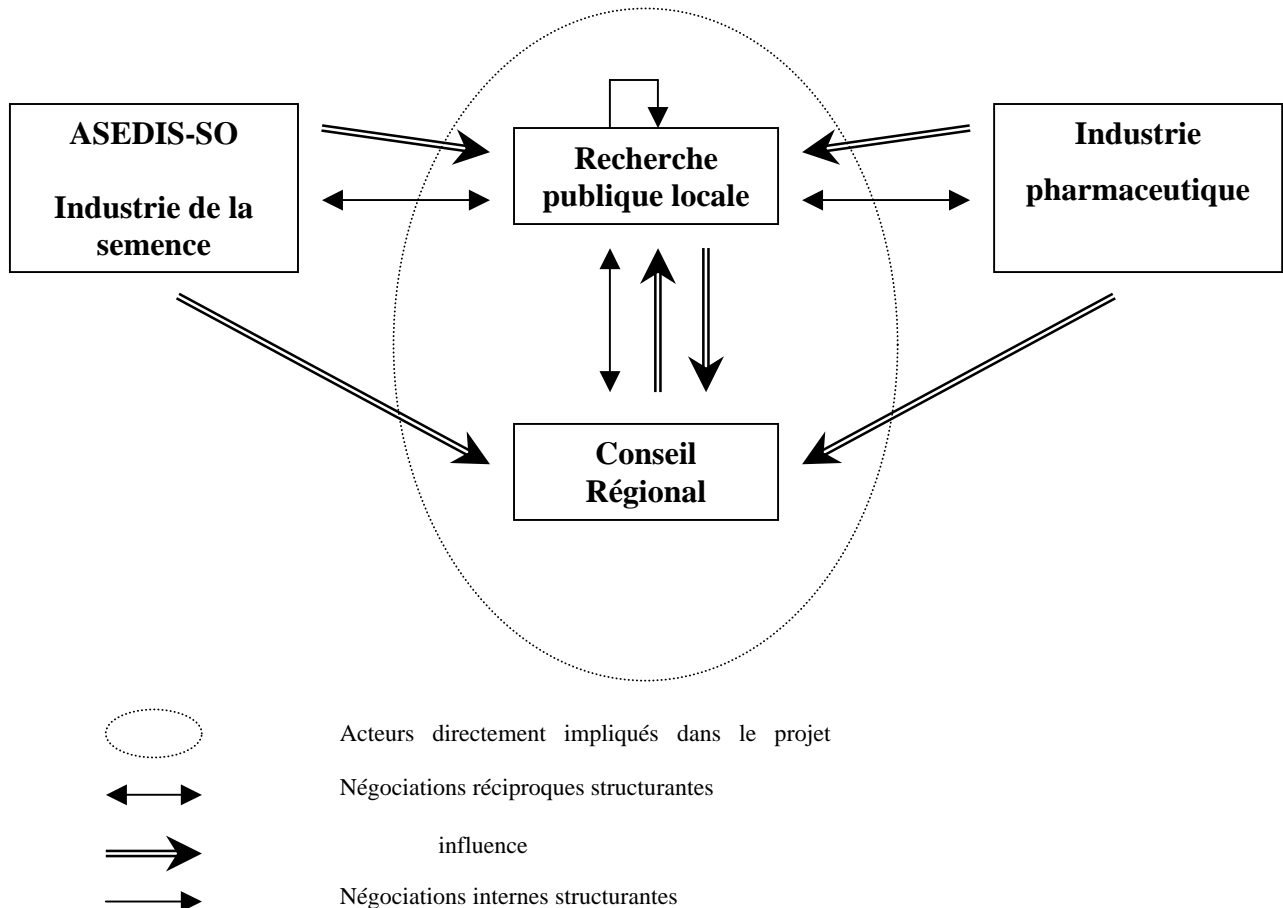 ASEDIS-SO
Industrie de la
semence
Recherche
publique locale
Industrie
pharmaceutique
Conseil
Régional
Acteurs directement impliqués dans le projet
Négociations réciproques structurantes
influence
Négociations internes structurantes